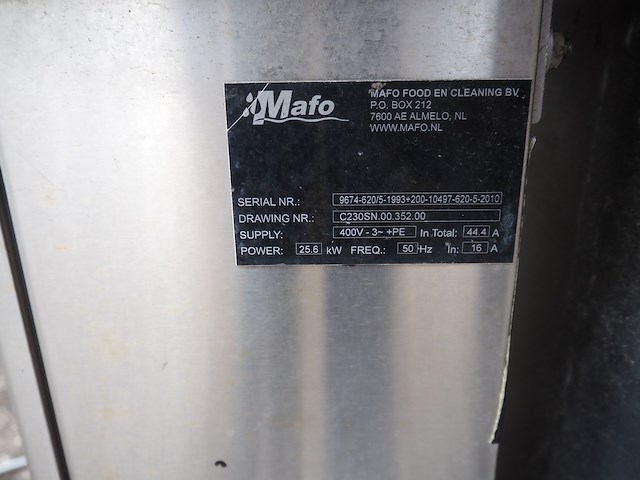 Mafo
MAFO FOOD EN CLEANING BV
P.O. BOX 212
7600 AE ALMELO, NL
WWW.MAFO.NL
SERIAL NR.: 9674-620/5-1993+200-10497-620-5-2010
DRAWING NR.: C230SN.00.352.00
SUPPLY: 400V - 3~ +PE In Total: 44.4 A
POWER: 25.6 kW FREQ.: 50 Hz In: 16 A